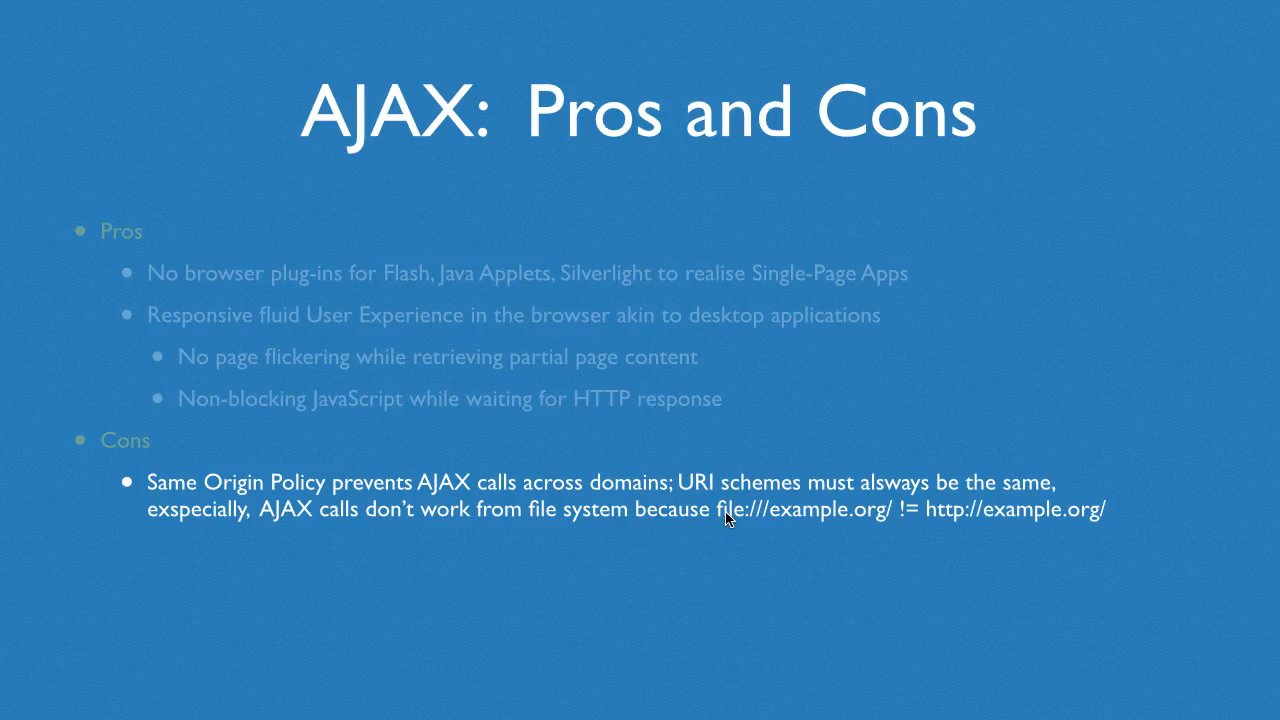 AJAX: Pros and Cons
• Pros
• No browser plug-ins for Flash, Java Applets, Silverlight to realise Single-Page Apps
• Responsive fluid User Experience in the browser akin to desktop applications
• No page flickering while retrieving partial page content
• Non-blocking JavaScript while waiting for HTTP response
• Cons
• Same Origin Policy prevents AJAX calls across domains; URI schemes must alsways be the same,
exspecially, AJAX calls don’t work from file system because file:///example.org/ != http://example.org/